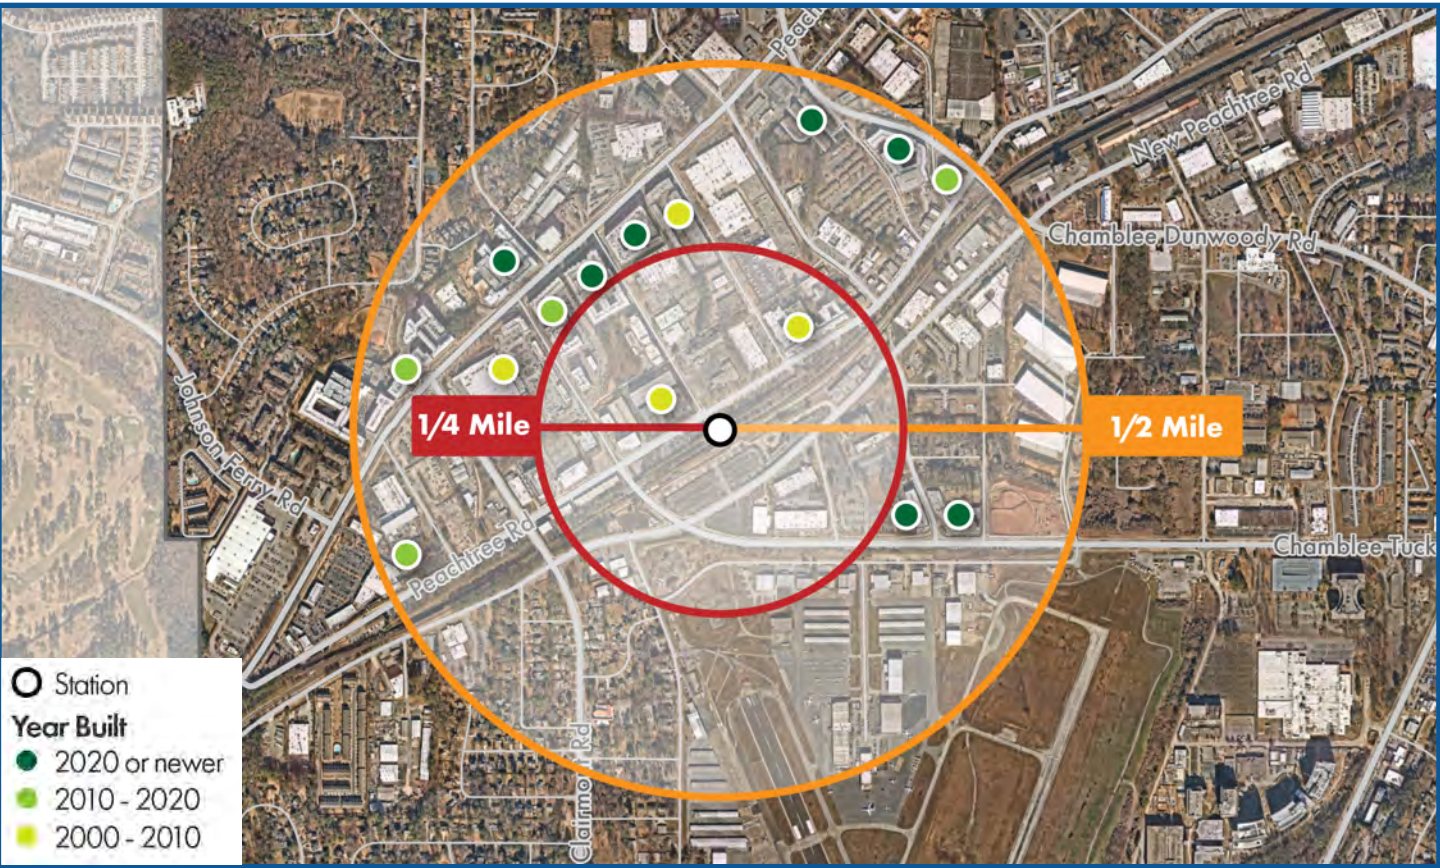 Peacht
New Peachtree Rd
Chamblee Dunwoody Rd
Johnson Ferry Rd
1/4 Mile
1/2 Mile
Peachtree Rd
Chamblee Tuck
Clairmont Rd
Station
Year Built
2020 or newer
2010 - 2020
2000 - 2010